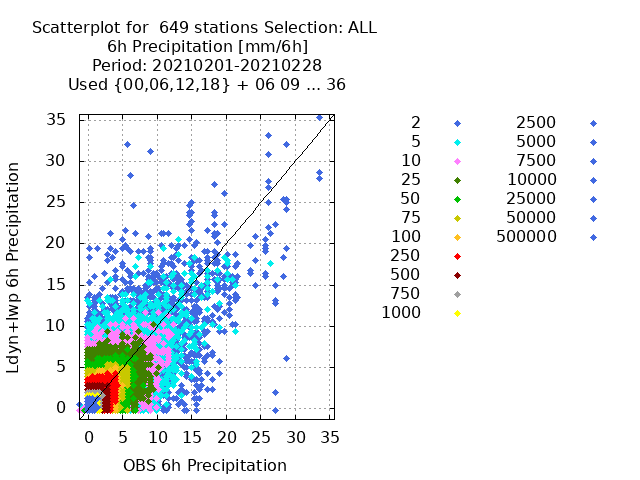 Scatterplot for  649 stations Selection: ALL
6h Precipitation [mm/6h]
Period: 20210201-20210228
Used {00,06,12,18} + 06 09 ... 36
35
30
25
20
15
10
5
0
Ldyn+lwp 6h Precipitation
0 5 10 15 20 25 30 35
OBS 6h Precipitation
2 2500
5 5000
10 7500
25 10000
50 25000
75 50000
100 500000
250
500
750
1000